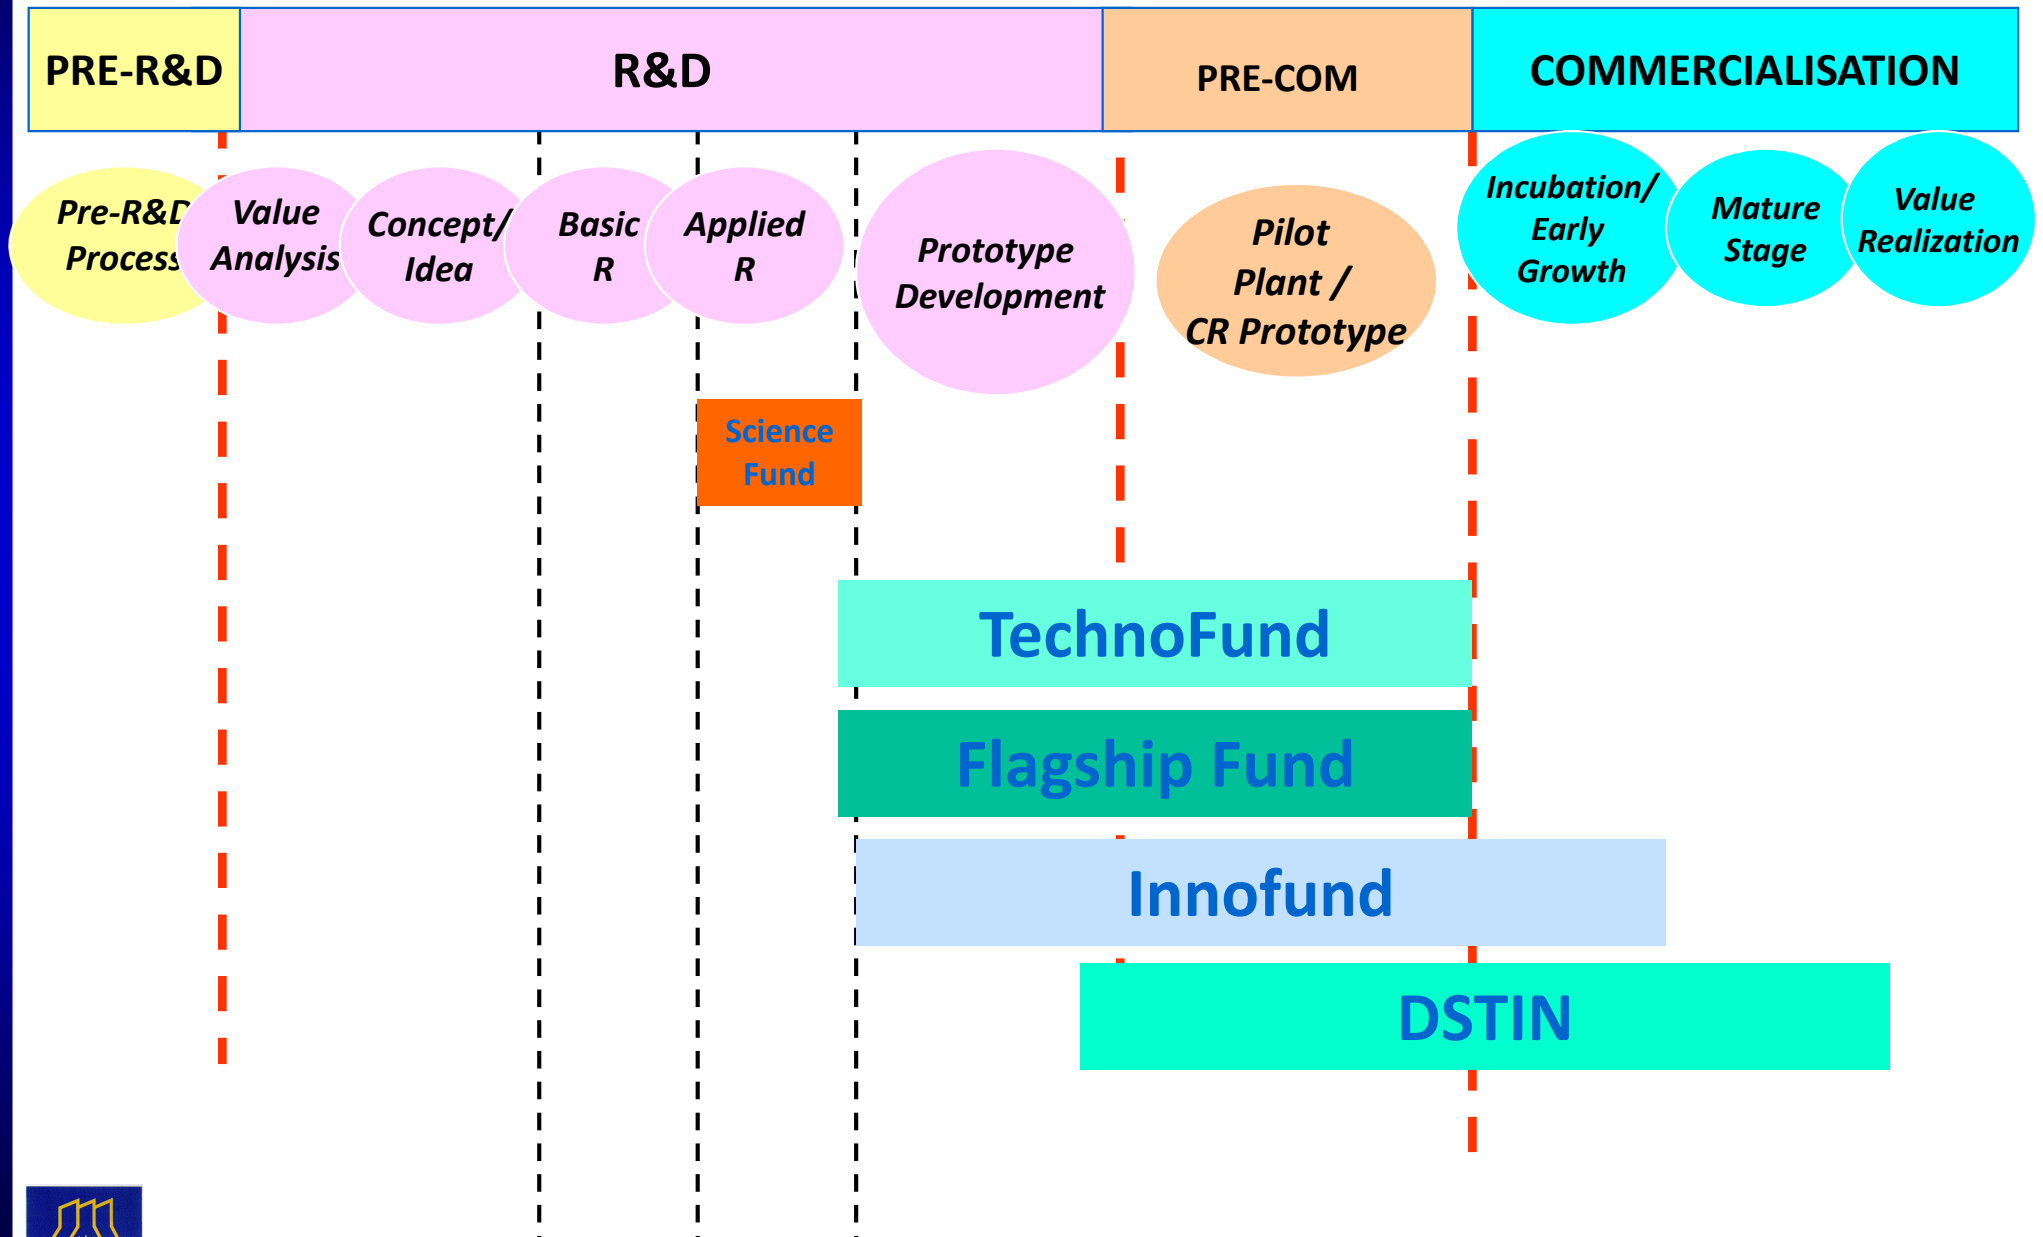 PRE-R&D
R&D
PRE-COM
COMMERCIALISATION
Pre-R&D
Process
Value
Analysis
Concept/
Idea
Basic
R
Applied
R
Prototype
Development
Pilot
Plant /
CR Prototype
Incubation/
Early
Growth
Mature
Stage
Value
Realization
Science
Fund
TechnoFund
Flagship Fund
Innofund
DSTIN